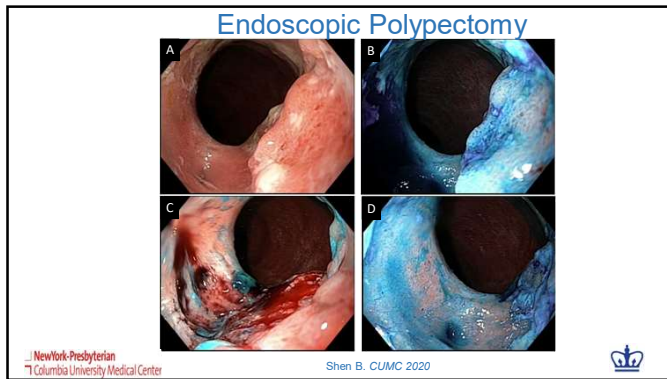 Endoscopic Polypectomy
A
B
C
D
NewYork-Presbyterian
Columbia University Medical Center
Shen B. CUMC 2020